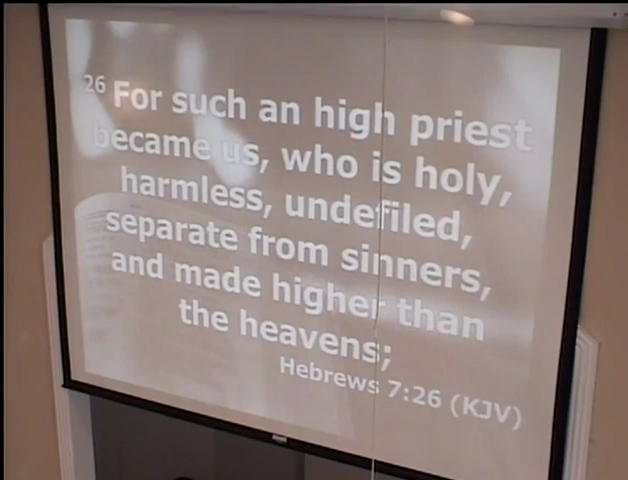 26 For such an high priest
became us, who is holy,
harmless, undefiled,
separate from sinners,
and made higher than
the heavens;
Hebrews 7:26 (KJV)